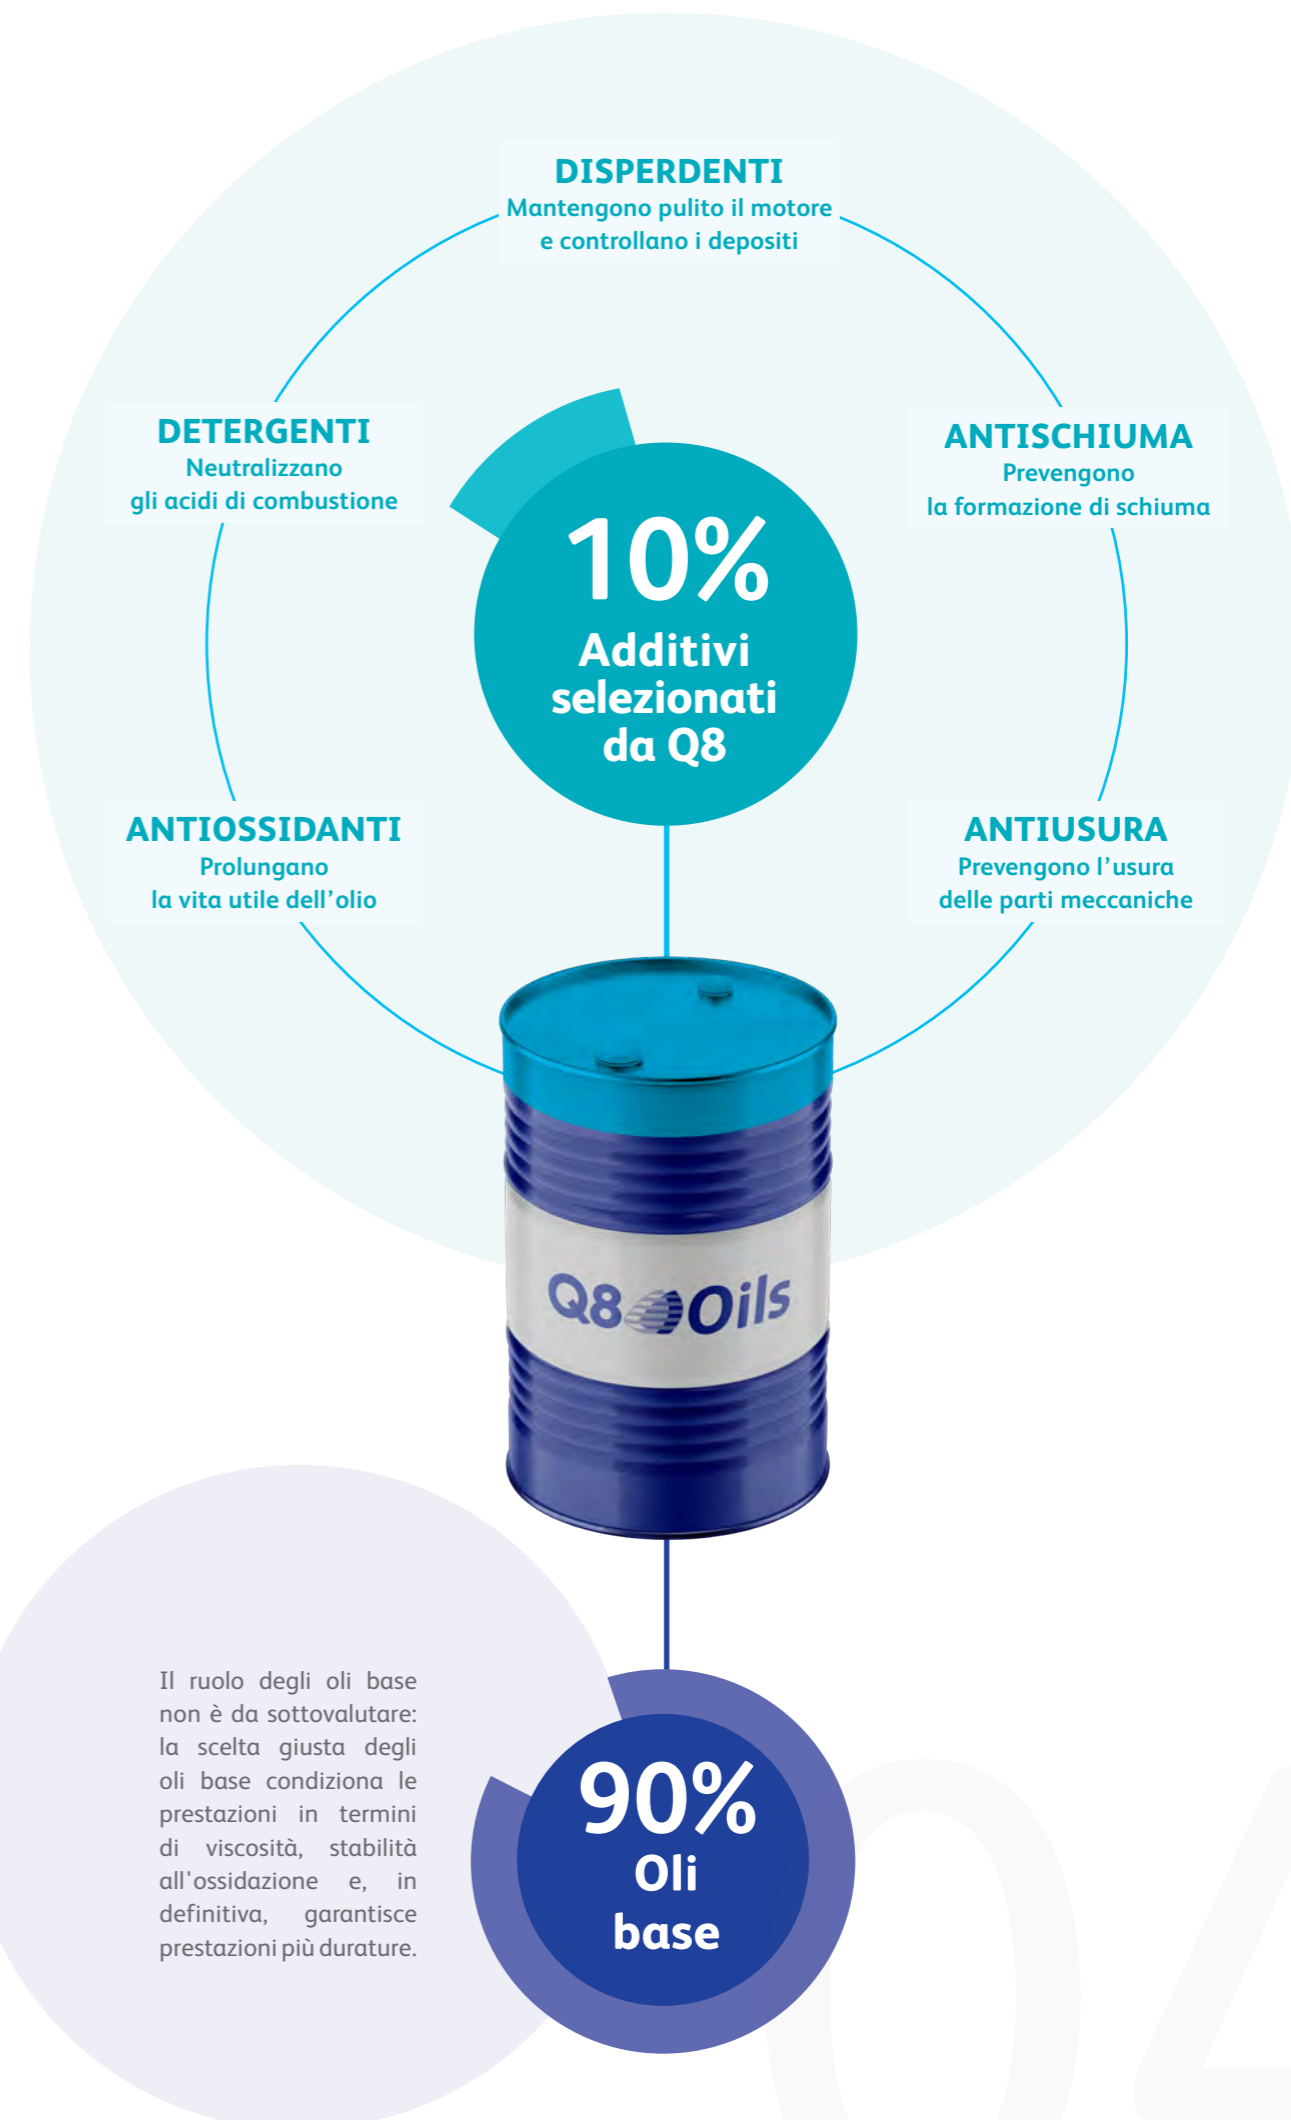 DISPERDENTI
Mantengono pulito il motore
e controllano i depositi
DETERGENTI
Neutralizzano
gli acidi di combustione
ANTISCHIUMA
Prevengono
la formazione di schiuma
10%
Additivi
selezionati
da Q8
ANTIOSSIDANTI
Prolungano
la vita utile dell’olio
ANTIUSURA
Prevengono l’usura
delle parti meccaniche
Q8 Oils
Il ruolo degli oli base
non è da sottovalutare:
la scelta giusta degli
oli base condiziona le
prestazioni in termini
di viscosità, stabilità
all'ossidazione e, in
definitiva, garantisce
prestazioni più durature.
90%
Oli
base
04